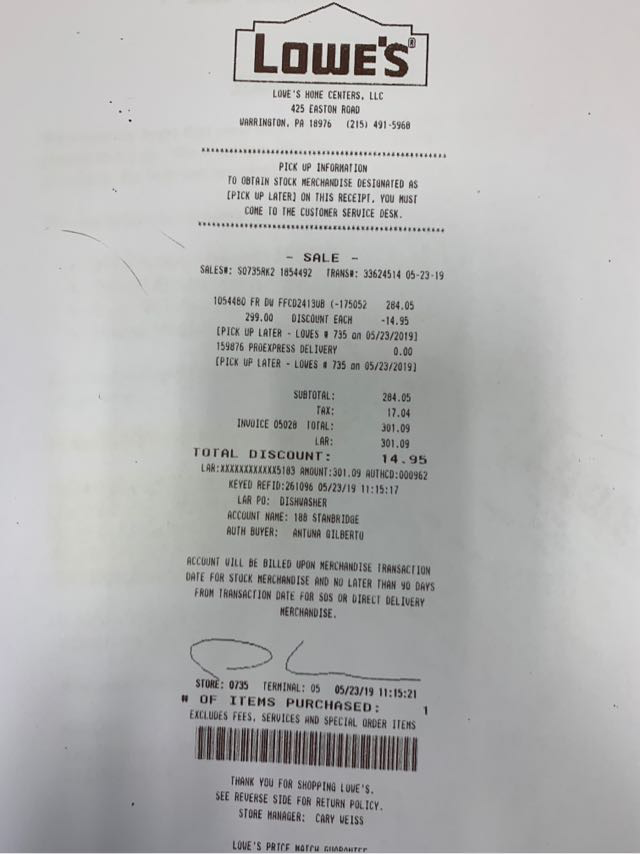 LOWE'S®
LOWE'S HOME CENTERS, LLC
425 EASTON ROAD
WARRINGTON, PA 18976 (215) 491-5968
PICK UP INFORMATION
TO OBTAIN STOCK MERCHANDISE DESIGNATED AS
[PICK UP LATER] ON THIS RECEIPT, YOU MUST
COME TO THE CUSTOMER SERVICE DESK.
- SALE -
SALES#: S0735RK2 1854492 TRANS#: 33624514 05-23-19
1054480 FR DW FFCD2413UB (-175052 284.05
299.00 DISCOUNT EACH -14.95
[PICK UP LATER - LOWES # 735 on 05/23/2019]
159876 PROEXPRESS DELIVERY 0.00
[PICK UP LATER - LOWES # 735 on 05/23/2019]
SUBTOTAL: 284.05
TAX: 17.04
INVOICE 05028 TOTAL: 301.09
LAR: 301.09
TOTAL DISCOUNT: 14.95
LAR:XXXXXXXXXXXX5183 AMOUNT:301.09 AUTHCD:000962
KEYED REFID:261096 05/23/19 11:15:17
LAR PO: DISHWASHER
ACCOUNT NAME: 188 STANBRIDGE
AUTH BUYER: ANTUNA GILBERTO
ACCOUNT WILL BE BILLED UPON MERCHANDISE TRANSACTION
DATE FOR STOCK MERCHANDISE AND NO LATER THAN 90 DAYS
FROM TRANSACTION DATE FOR SOS OR DIRECT DELIVERY
MERCHANDISE.
STORE: 0735 TERMINAL: 05 05/23/19 11:15:21
# OF ITEMS PURCHASED: 1
EXCLUDES FEES, SERVICES AND SPECIAL ORDER ITEMS
THANK YOU FOR SHOPPING LOWE'S.
SEE REVERSE SIDE FOR RETURN POLICY.
STORE MANAGER: CARY WEISS
LOWE'S PRICE MATCH GUARANTEE